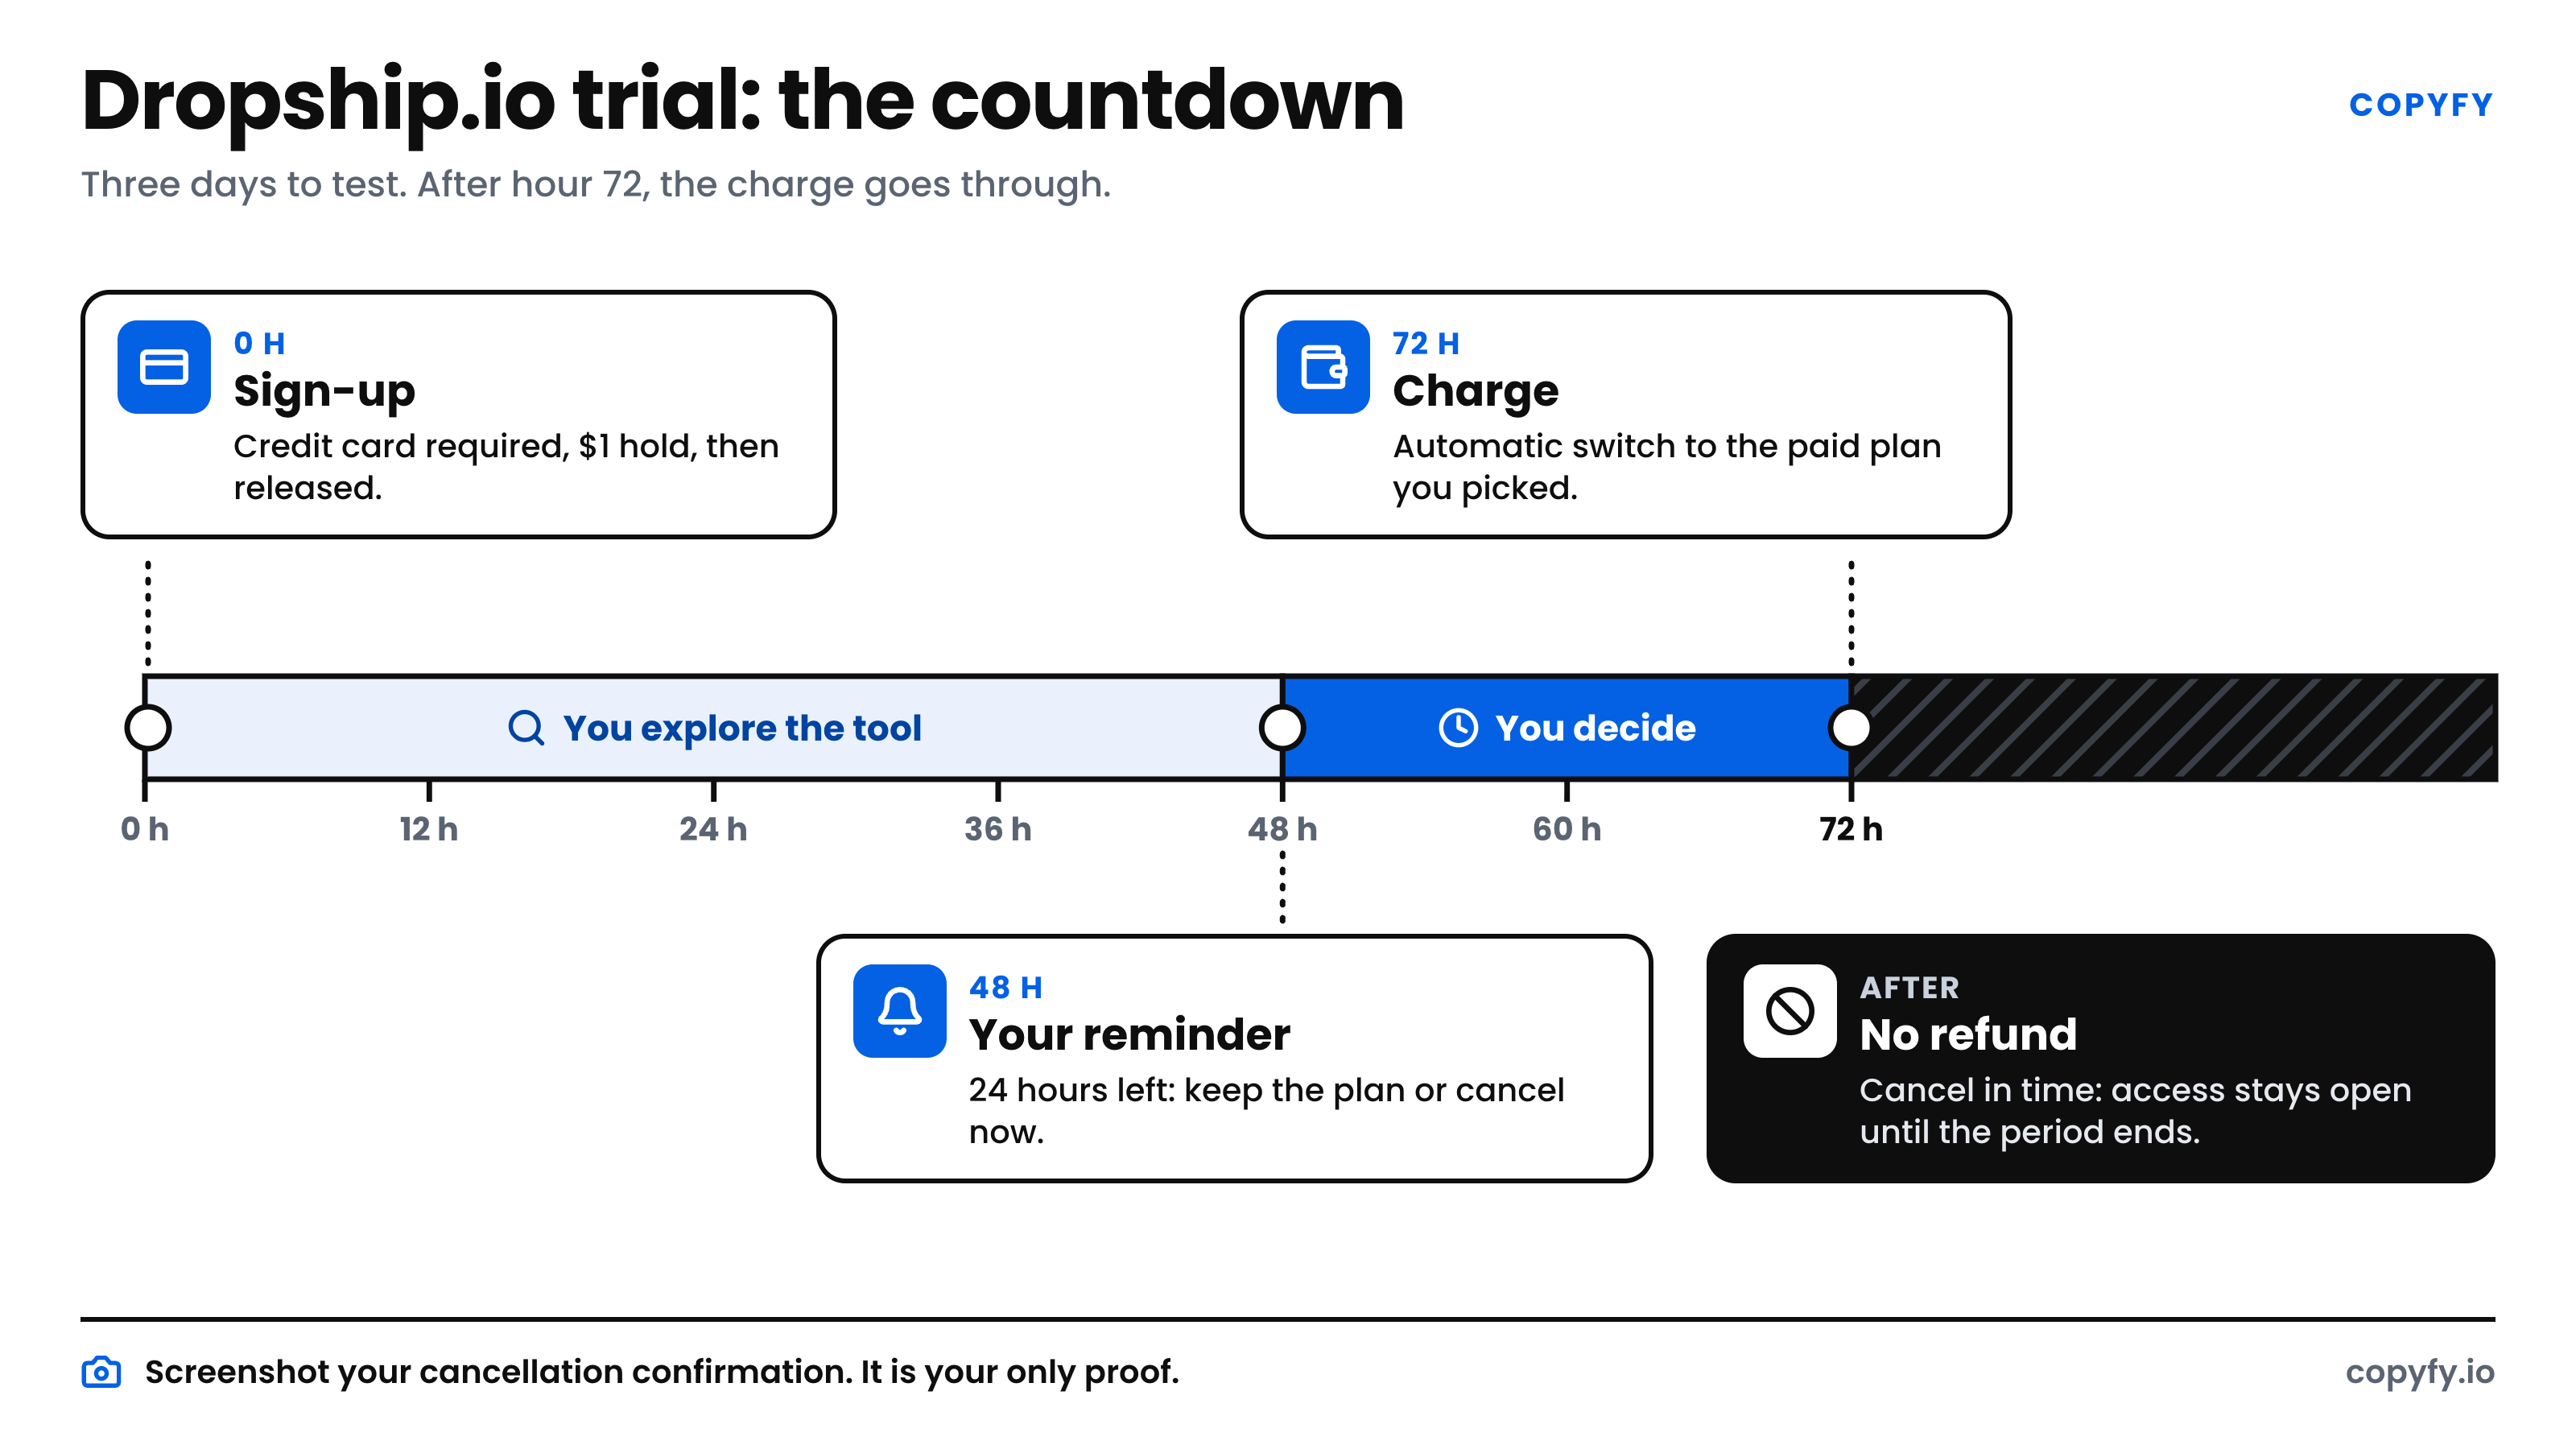 Dropship.io trial: the countdown
COPYFY
Three days to test. After hour 72, the charge goes through.
0 H
Sign-up
Credit card required, $1 hold, then
released.
72 H
Charge
Automatic switch to the paid plan
you picked.
You explore the tool
You decide
0 h
12 h
24 h
36 h
48 h
60 h
72 h
48 H
Your reminder
24 hours left: keep the plan or cancel
now.
AFTER
No refund
Cancel in time: access stays open
until the period ends.
Screenshot your cancellation confirmation. It is your only proof.
copyfy.io